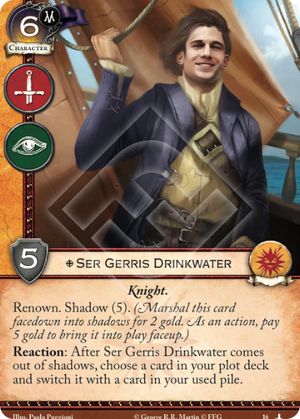 6
CHARACTER
5
SER GERRIS DRINKWATER
Knight.
Renown. Shadow (5). (Marshal this card
facedown into shadows for 2 gold. As an action, pay
5 gold to bring it into play faceup.)
Reaction: After Ser Gerris Drinkwater comes
out of shadows, choose a card in your plot deck
and switch it with a card in your used pile.
Illus. Paola Puggioni © George R.R. Martin © FFG 16